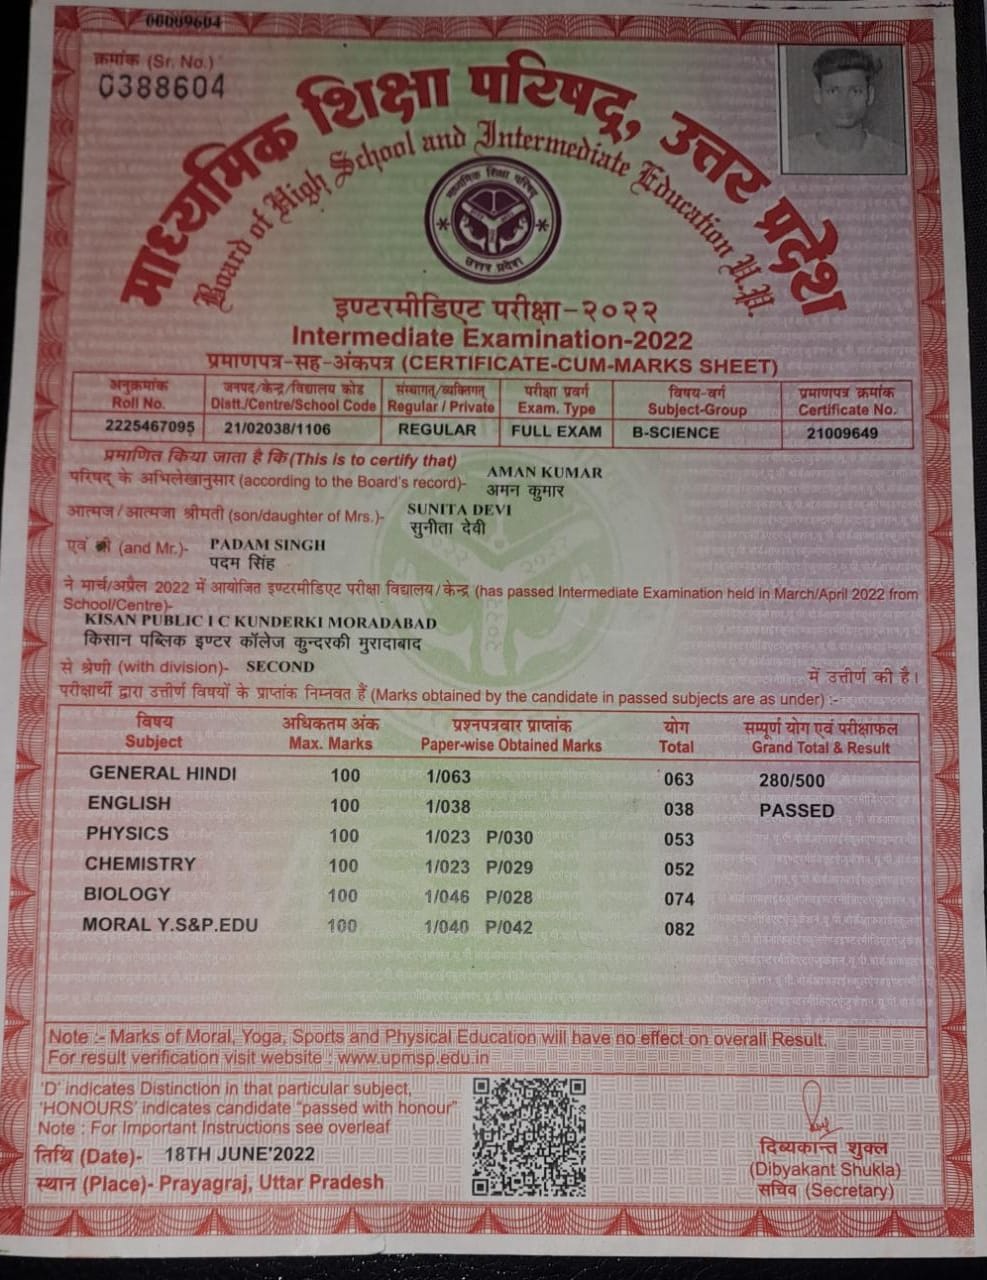 00009604
क्रमांक (Sr. No.)
0388604
माध्यमिक शिक्षा परिषद्, उत्तर प्रदेश
Board of High School and Intermediate Education U.P.
माध्यमिक शिक्षा परिषद्
उत्तर प्रदेश
इण्टरमीडिएट परीक्षा-२०२२
Intermediate Examination-2022
प्रमाणपत्र-सह-अंकपत्र (CERTIFICATE-CUM-MARKS SHEET)
अनुक्रमांक जनपद/केन्द्र/विद्यालय कोड संस्थागत/व्यक्तिगत परीक्षा प्रवर्ग विषय-वर्ग प्रमाणपत्र क्रमांक
Roll No. Distt./Centre/School Code Regular / Private Exam. Type Subject-Group Certificate No.
2225467095 21/02038/1106 REGULAR FULL EXAM B-SCIENCE 21009649
प्रमाणित किया जाता है कि (This is to certify that)
परिषद् के अभिलेखानुसार (according to the Board's record)- AMAN KUMAR
अमन कुमार
आत्मज/आत्मजा श्रीमती (son/daughter of Mrs.)- SUNITA DEVI
सुनीता देवी
एवं श्री (and Mr.)- PADAM SINGH
पदम सिंह
ने मार्च/अप्रैल 2022 में आयोजित इण्टरमीडिएट परीक्षा विद्यालय/केन्द्र (has passed Intermediate Examination held in March/April 2022 from
School/Centre)-
KISAN PUBLIC I C KUNDERKI MORADABAD
किसान पब्लिक इण्टर कॉलेज कुन्दरकी मुरादाबाद
से श्रेणी (with division)- SECOND में उत्तीर्ण की है।
परीक्षार्थी द्वारा उत्तीर्ण विषयों के प्राप्तांक निम्नवत हैं (Marks obtained by the candidate in passed subjects are as under) :-
विषय अधिकतम अंक प्रश्नपत्रवार प्राप्तांक योग सम्पूर्ण योग एवं परीक्षाफल
Subject Max. Marks Paper-wise Obtained Marks Total Grand Total & Result
GENERAL HINDI 100 1/063 063 280/500
ENGLISH 100 1/038 038 PASSED
PHYSICS 100 1/023 P/030 053
CHEMISTRY 100 1/023 P/029 052
BIOLOGY 100 1/046 P/028 074
MORAL Y.S&P.EDU 100 1/040 P/042 082
Note :- Marks of Moral, Yoga, Sports and Physical Education will have no effect on overall Result.
For result verification visit website : www.upmsp.edu.in
'D' indicates Distinction in that particular subject,
'HONOURS' indicates candidate "passed with honour"
Note : For Important Instructions see overleaf
तिथि (Date)- 18TH JUNE'2022
स्थान (Place)- Prayagraj, Uttar Pradesh
दिब्यकान्त शुक्ल
(Dibyakant Shukla)
सचिव (Secretary)